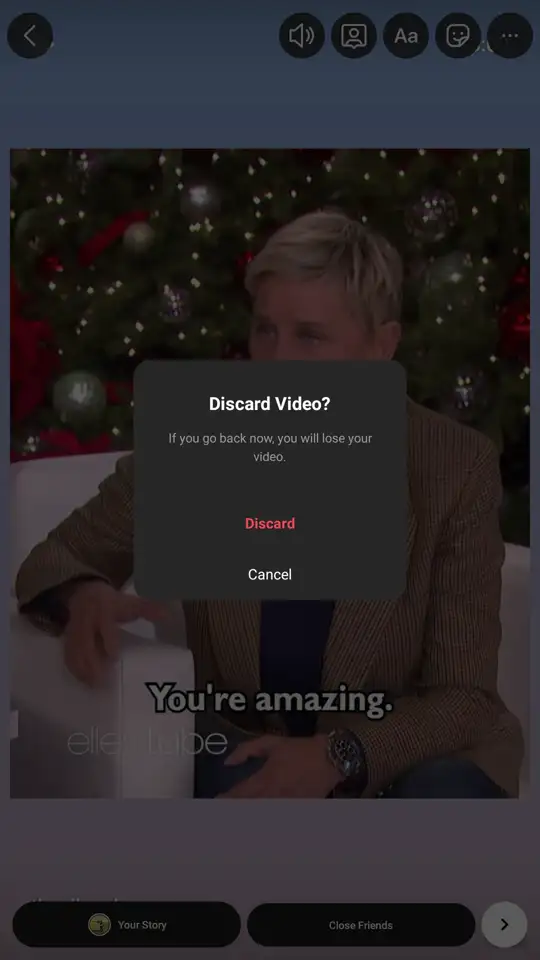 Aa
Discard Video?
If you go back now, you will lose your
video.
Discard
Cancel
You're amazing.
Your Story
Close Friends